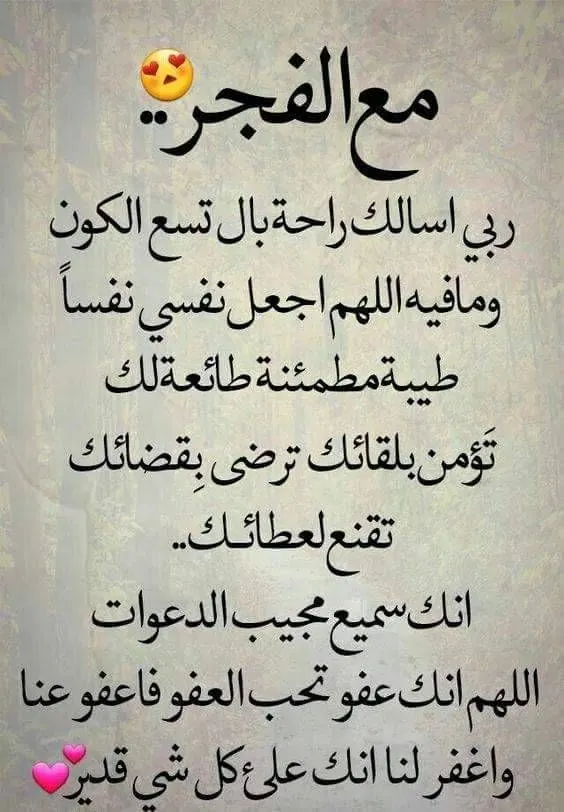 مع الفجر..
ربي اسالك راحة بال تسع الكون
ومافيه اللهم اجعل نفسي نفساً
طيبة مطمئنة طائعة لك
تَؤمن بلقائك ترضى بِقضائك
تقنع لعطائـك..
انك سميع مجيب الدعوات
اللهم انك عفو تحب العفو فاعفو عنا
واغفر لنا انك علىٰ كل شي قدير